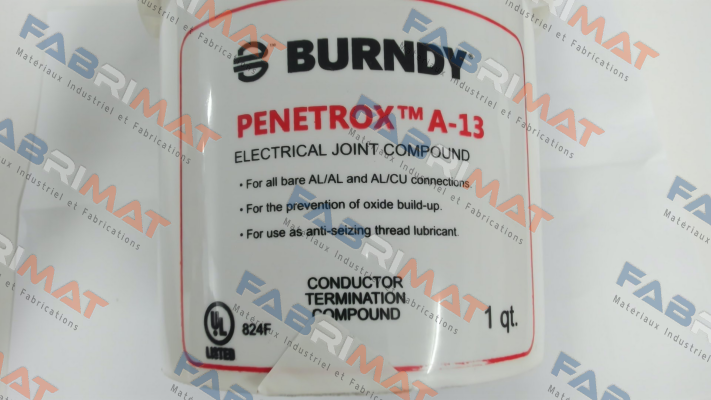 BURNDY
PENETROX™ A-13
ELECTRICAL JOINT COMPOUND
• For all bare AL/AL and AL/CU connections.
• For the prevention of oxide build-up.
• For use as anti-seizing thread lubricant.
CONDUCTOR
TERMINATION
COMPOUND
1 qt.
UL
LISTED
824F
FABRIMAT
Matériaux Industriel et Fabrications